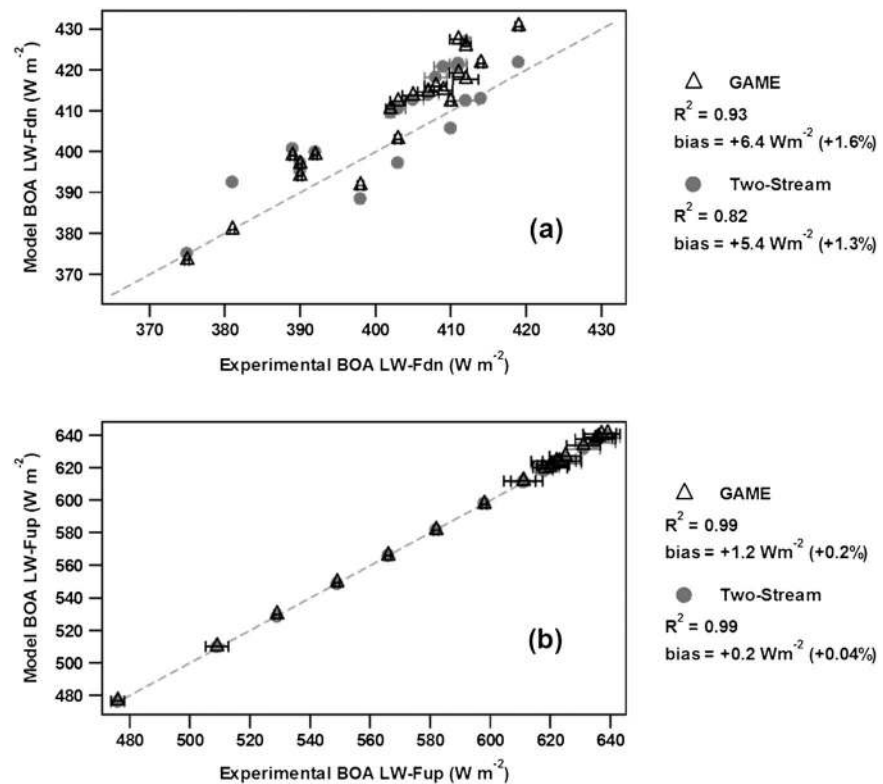 430
420
410
400
390
380
370
Model BOA LW-Fdn (W m-2)
(a)
370 380 390 400 410 420 430
Experimental BOA LW-Fdn (W m-2)
GAME
R2 = 0.93
bias = +6.4 Wm-2 (+1.6%)
Two-Stream
R2 = 0.82
bias = +5.4 Wm-2 (+1.3%)
640
620
600
580
560
540
520
500
480
Model BOA LW-Fup (W m-2)
(b)
480 500 520 540 560 580 600 620 640
Experimental BOA LW-Fup (W m-2)
GAME
R2 = 0.99
bias = +1.2 Wm-2 (+0.2%)
Two-Stream
R2 = 0.99
bias = +0.2 Wm-2 (+0.04%)